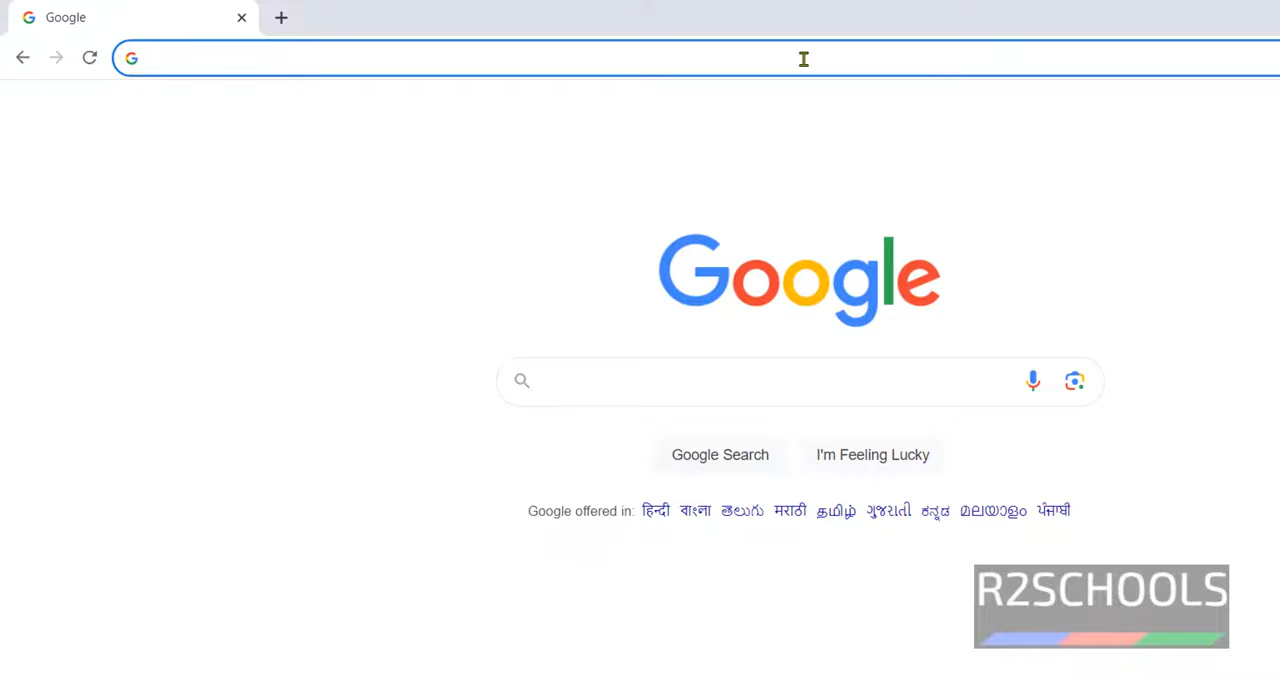 Google
Google
Google Search
I'm Feeling Lucky
Google offered in: हिन्दी বাংলা తెలుగు मराठी தமிழ் ગુજરાતી ಕನ್ನಡ മലയാളം ਪੰਜਾਬੀ
R2SCHOOLS